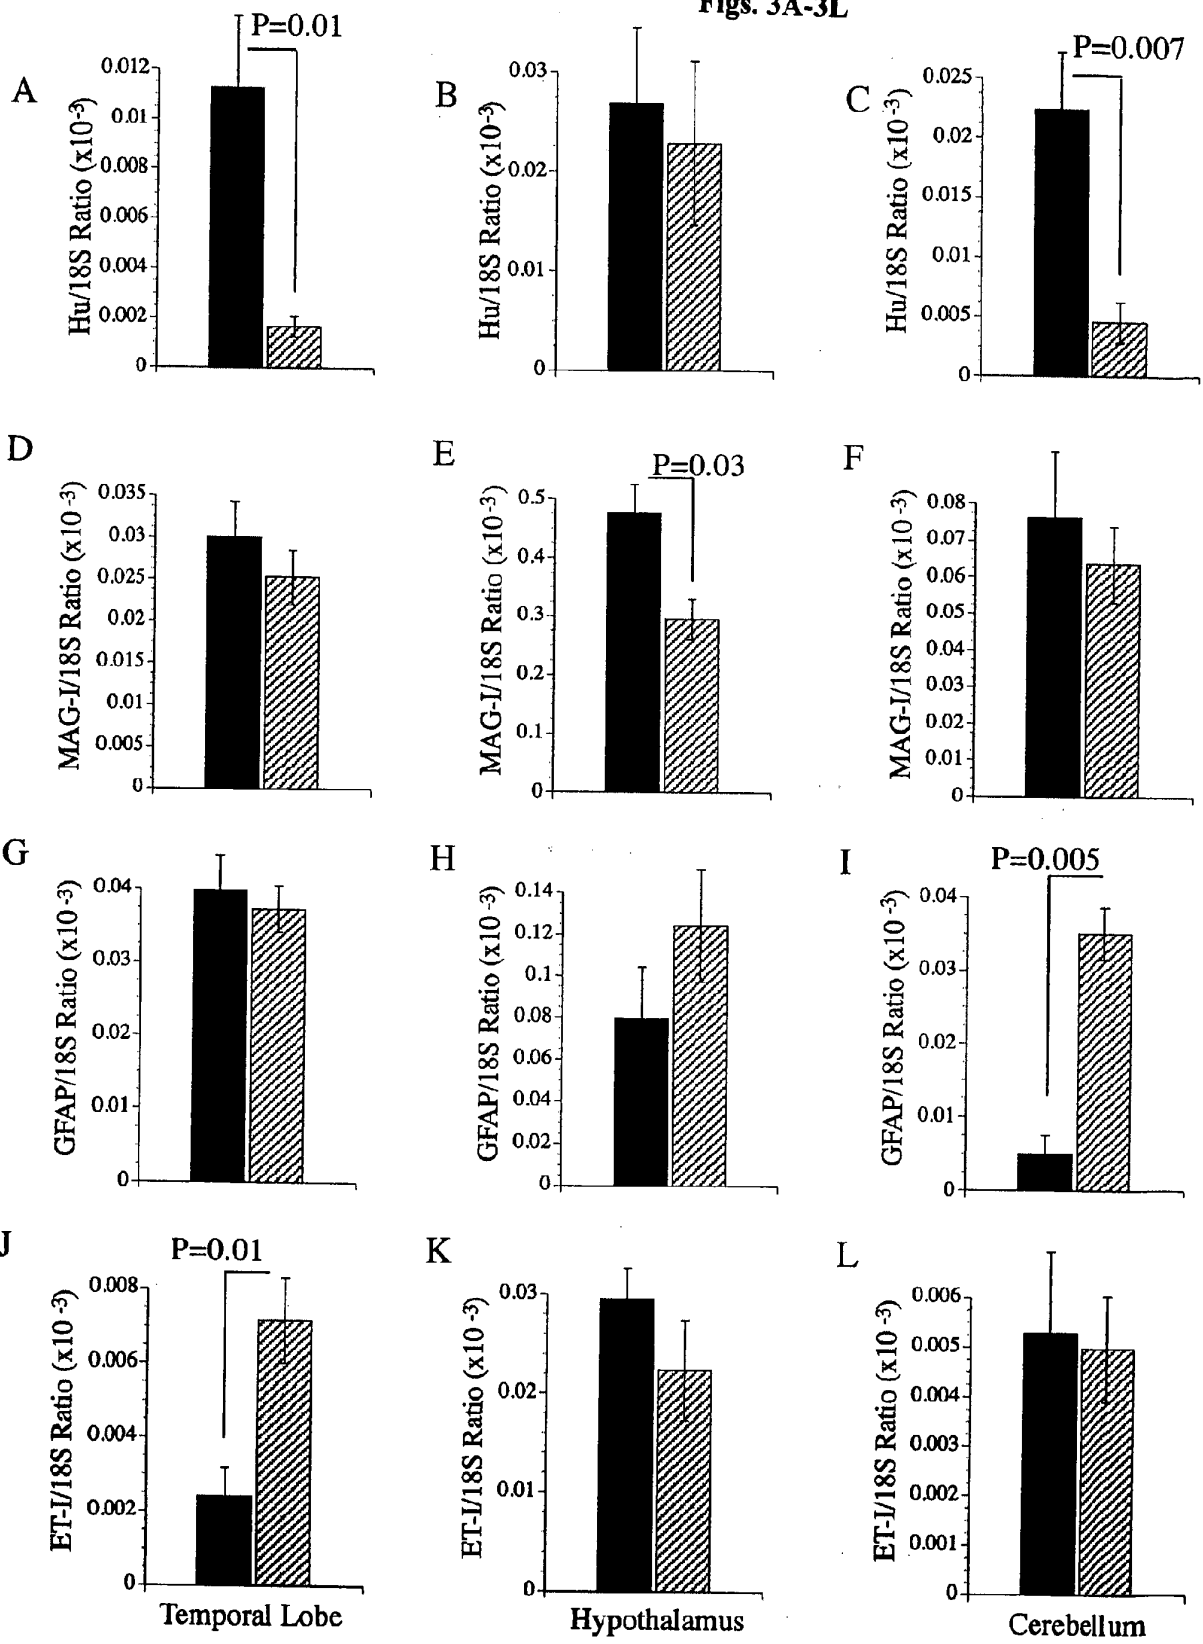 Figs. 3A-3L
A
P=0.01
Hu/18S Ratio (x10⁻³)
0.012
0.01
0.008
0.006
0.004
0.002
0
B
Hu/18S Ratio (x10⁻³)
0.03
0.02
0.01
0
C
P=0.007
Hu/18S Ratio (x10⁻³)
0.025
0.02
0.015
0.01
0.005
0
D
MAG-I/18S Ratio (x10⁻³)
0.035
0.03
0.025
0.02
0.015
0.01
0.005
0
E
P=0.03
MAG-I/18S Ratio (x10⁻³)
0.5
0.4
0.3
0.2
0.1
0
F
MAG-I/18S Ratio (x10⁻³)
0.08
0.07
0.06
0.05
0.04
0.03
0.02
0.01
0
G
GFAP/18S Ratio (x10⁻³)
0.04
0.03
0.02
0.01
0
H
GFAP/18S Ratio (x10⁻³)
0.14
0.12
0.1
0.08
0.06
0.04
0.02
0
I
P=0.005
GFAP/18S Ratio (x10⁻³)
0.04
0.03
0.02
0.01
0
J
P=0.01
ET-I/18S Ratio (x10⁻³)
0.008
0.006
0.004
0.002
0
Temporal Lobe
K
ET-I/18S Ratio (x10⁻³)
0.03
0.02
0.01
0
Hypothalamus
L
ET-I/18S Ratio (x10⁻³)
0.006
0.005
0.004
0.003
0.002
0.001
0
Cerebellum